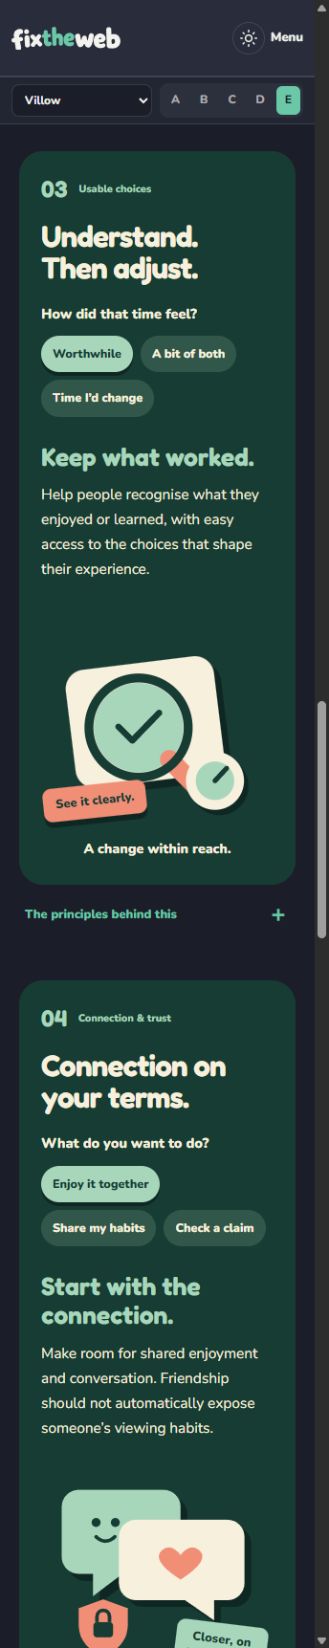 fixtheweb
Menu
Villow
A B C D E
03 Usable choices
Understand.
Then adjust.
How did that time feel?
Worthwhile
A bit of both
Time I'd change
Keep what worked.
Help people recognise what they
enjoyed or learned, with easy
access to the choices that shape
their experience.
See it clearly.
A change within reach.
The principles behind this +
04 Connection & trust
Connection on
your terms.
What do you want to do?
Enjoy it together
Share my habits
Check a claim
Start with the
connection.
Make room for shared enjoyment
and conversation. Friendship
should not automatically expose
someone's viewing habits.
Closer, on